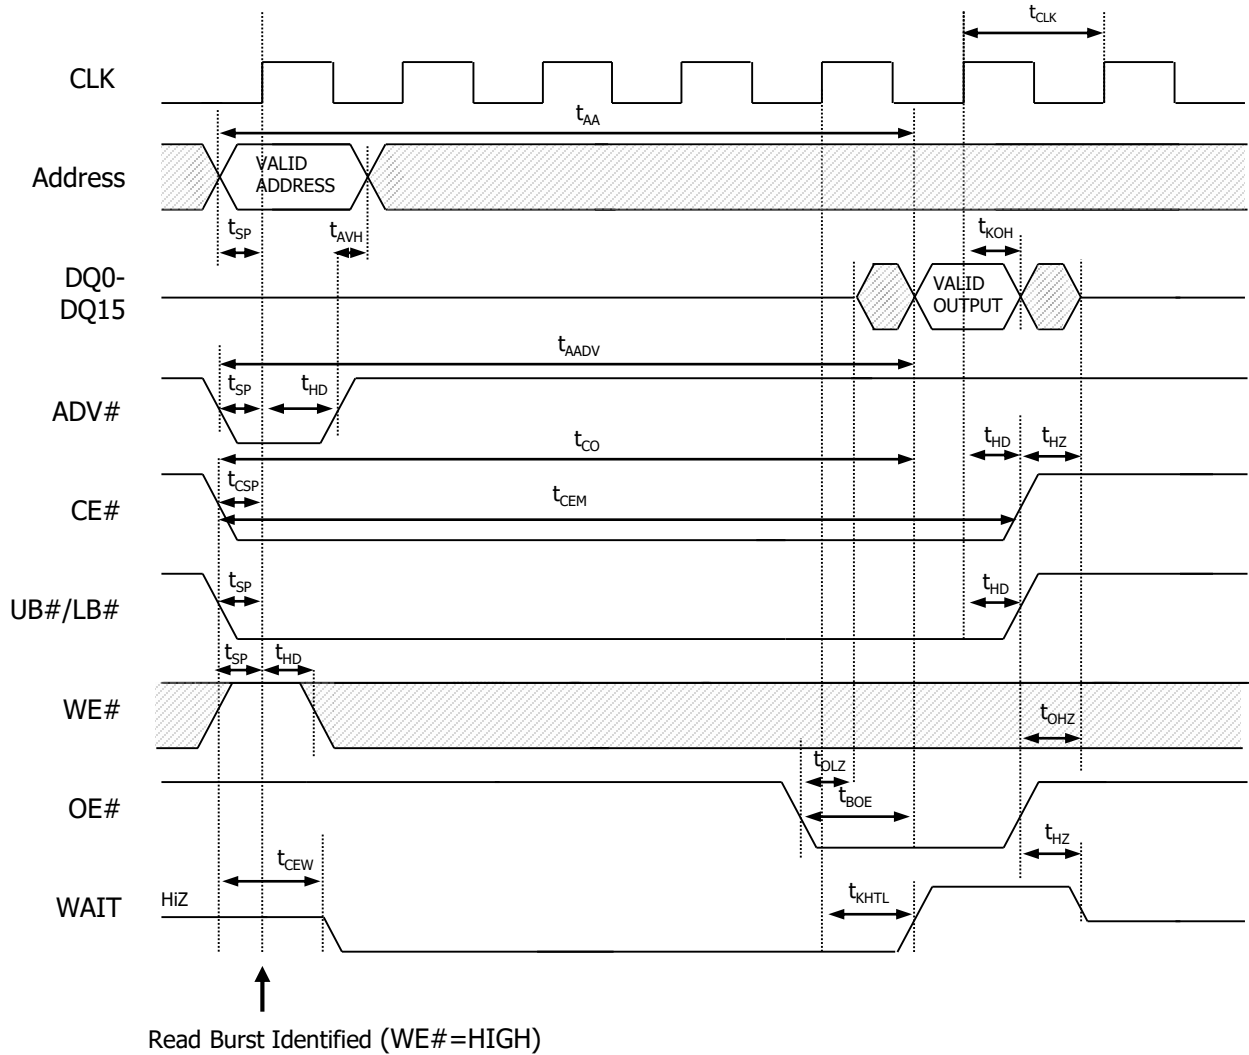 tCLK
CLK
tAA
VALID
ADDRESS
Address
tSP
tAVH
tKOH
DQ0-
DQ15
VALID
OUTPUT
tAADV
tSP
tHD
ADV#
tCO
tHD
tHZ
tCSP
tCEM
CE#
tSP
tHD
UB#/LB#
tSP
tHD
WE#
tOHZ
tOLZ
OE#
tBOE
tHZ
tCEW
HiZ
tKHTL
WAIT
Read Burst Identified (WE#=HIGH)